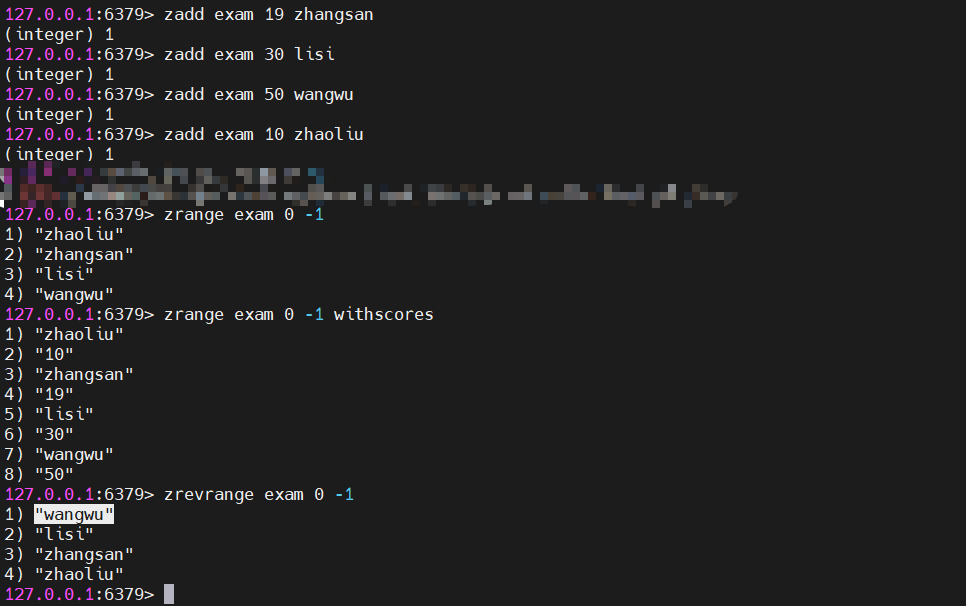 127.0.0.1:6379> zadd exam 19 zhangsan
(integer) 1
127.0.0.1:6379> zadd exam 30 lisi
(integer) 1
127.0.0.1:6379> zadd exam 50 wangwu
(integer) 1
127.0.0.1:6379> zadd exam 10 zhaoliu
(integer) 1
127.0.0.1:6379> zrange exam 0 -1
1) "zhaoliu"
2) "zhangsan"
3) "lisi"
4) "wangwu"
127.0.0.1:6379> zrange exam 0 -1 withscores
1) "zhaoliu"
2) "10"
3) "zhangsan"
4) "19"
5) "lisi"
6) "30"
7) "wangwu"
8) "50"
127.0.0.1:6379> zrevrange exam 0 -1
1) "wangwu"
2) "lisi"
3) "zhangsan"
4) "zhaoliu"
127.0.0.1:6379>